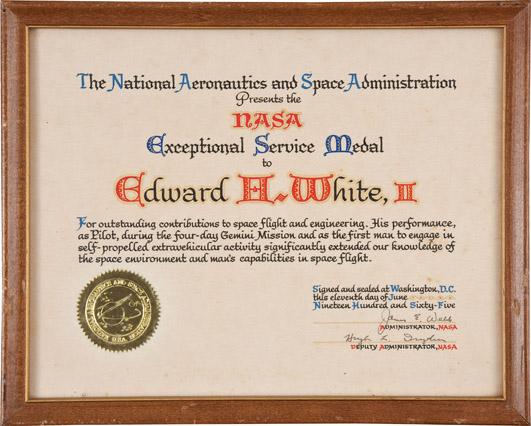 The National Aeronautics and Space Administration
Presents the
NASA
Exceptional Service Medal
to
Edward H. White, II
For outstanding contributions to space flight and engineering. His performance,
as Pilot, during the four-day Gemini Mission and as the first man to engage in
self-propelled extravehicular activity significantly extended our knowledge of
the space environment and man's capabilities in space flight.
Signed and sealed at Washington, D.C.
this eleventh day of June
Nineteen Hundred and Sixty-Five
James E. Webb
ADMINISTRATOR, NASA
Hugh L. Dryden
DEPUTY ADMINISTRATOR, NASA